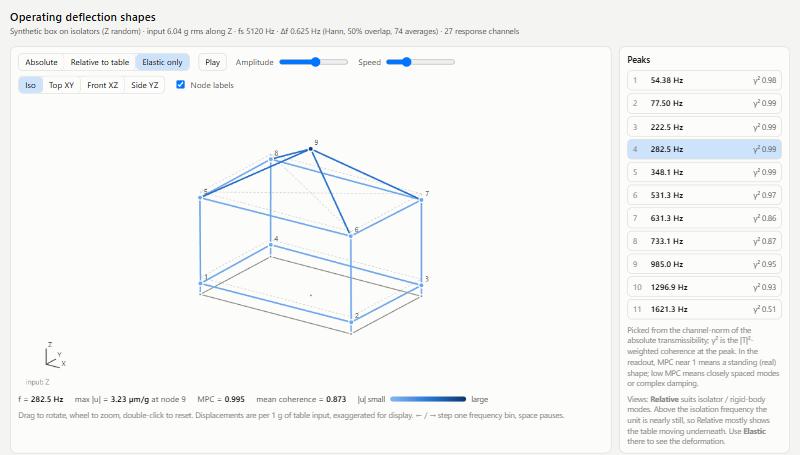 Operating deflection shapes
Synthetic box on isolators (Z random) · input 6.04 g rms along Z · fs 5120 Hz · Δf 0.625 Hz (Hann, 50% overlap, 74 averages) · 27 response channels
Absolute Relative to table Elastic only Play Amplitude Speed
Iso Top XY Front XZ Side YZ Node labels
9
8
5
7
6
4
1
3
2
Z
Y
X
input: Z
f = 282.5 Hz max |u| = 3.23 µm/g at node 9 MPC = 0.995 mean coherence = 0.873 |u| small large
Drag to rotate, wheel to zoom, double-click to reset. Displacements are per 1 g of table input, exaggerated for display. ← / → step one frequency bin, space pauses.
Peaks
1 54.38 Hz γ² 0.98
2 77.50 Hz γ² 0.99
3 222.5 Hz γ² 0.99
4 282.5 Hz γ² 0.99
5 348.1 Hz γ² 0.99
6 531.3 Hz γ² 0.97
7 631.3 Hz γ² 0.86
8 733.1 Hz γ² 0.87
9 985.0 Hz γ² 0.95
10 1296.9 Hz γ² 0.93
11 1621.3 Hz γ² 0.51
Picked from the channel-norm of the
absolute transmissibility; γ² is the |T|²-
weighted coherence at the peak. In the
readout, MPC near 1 means a standing (real)
shape; low MPC means closely spaced modes
or complex damping.
Views: Relative suits isolator / rigid-body
modes. Above the isolation frequency the
unit is nearly still, so Relative mostly shows
the table moving underneath. Use Elastic
there to see the deformation.